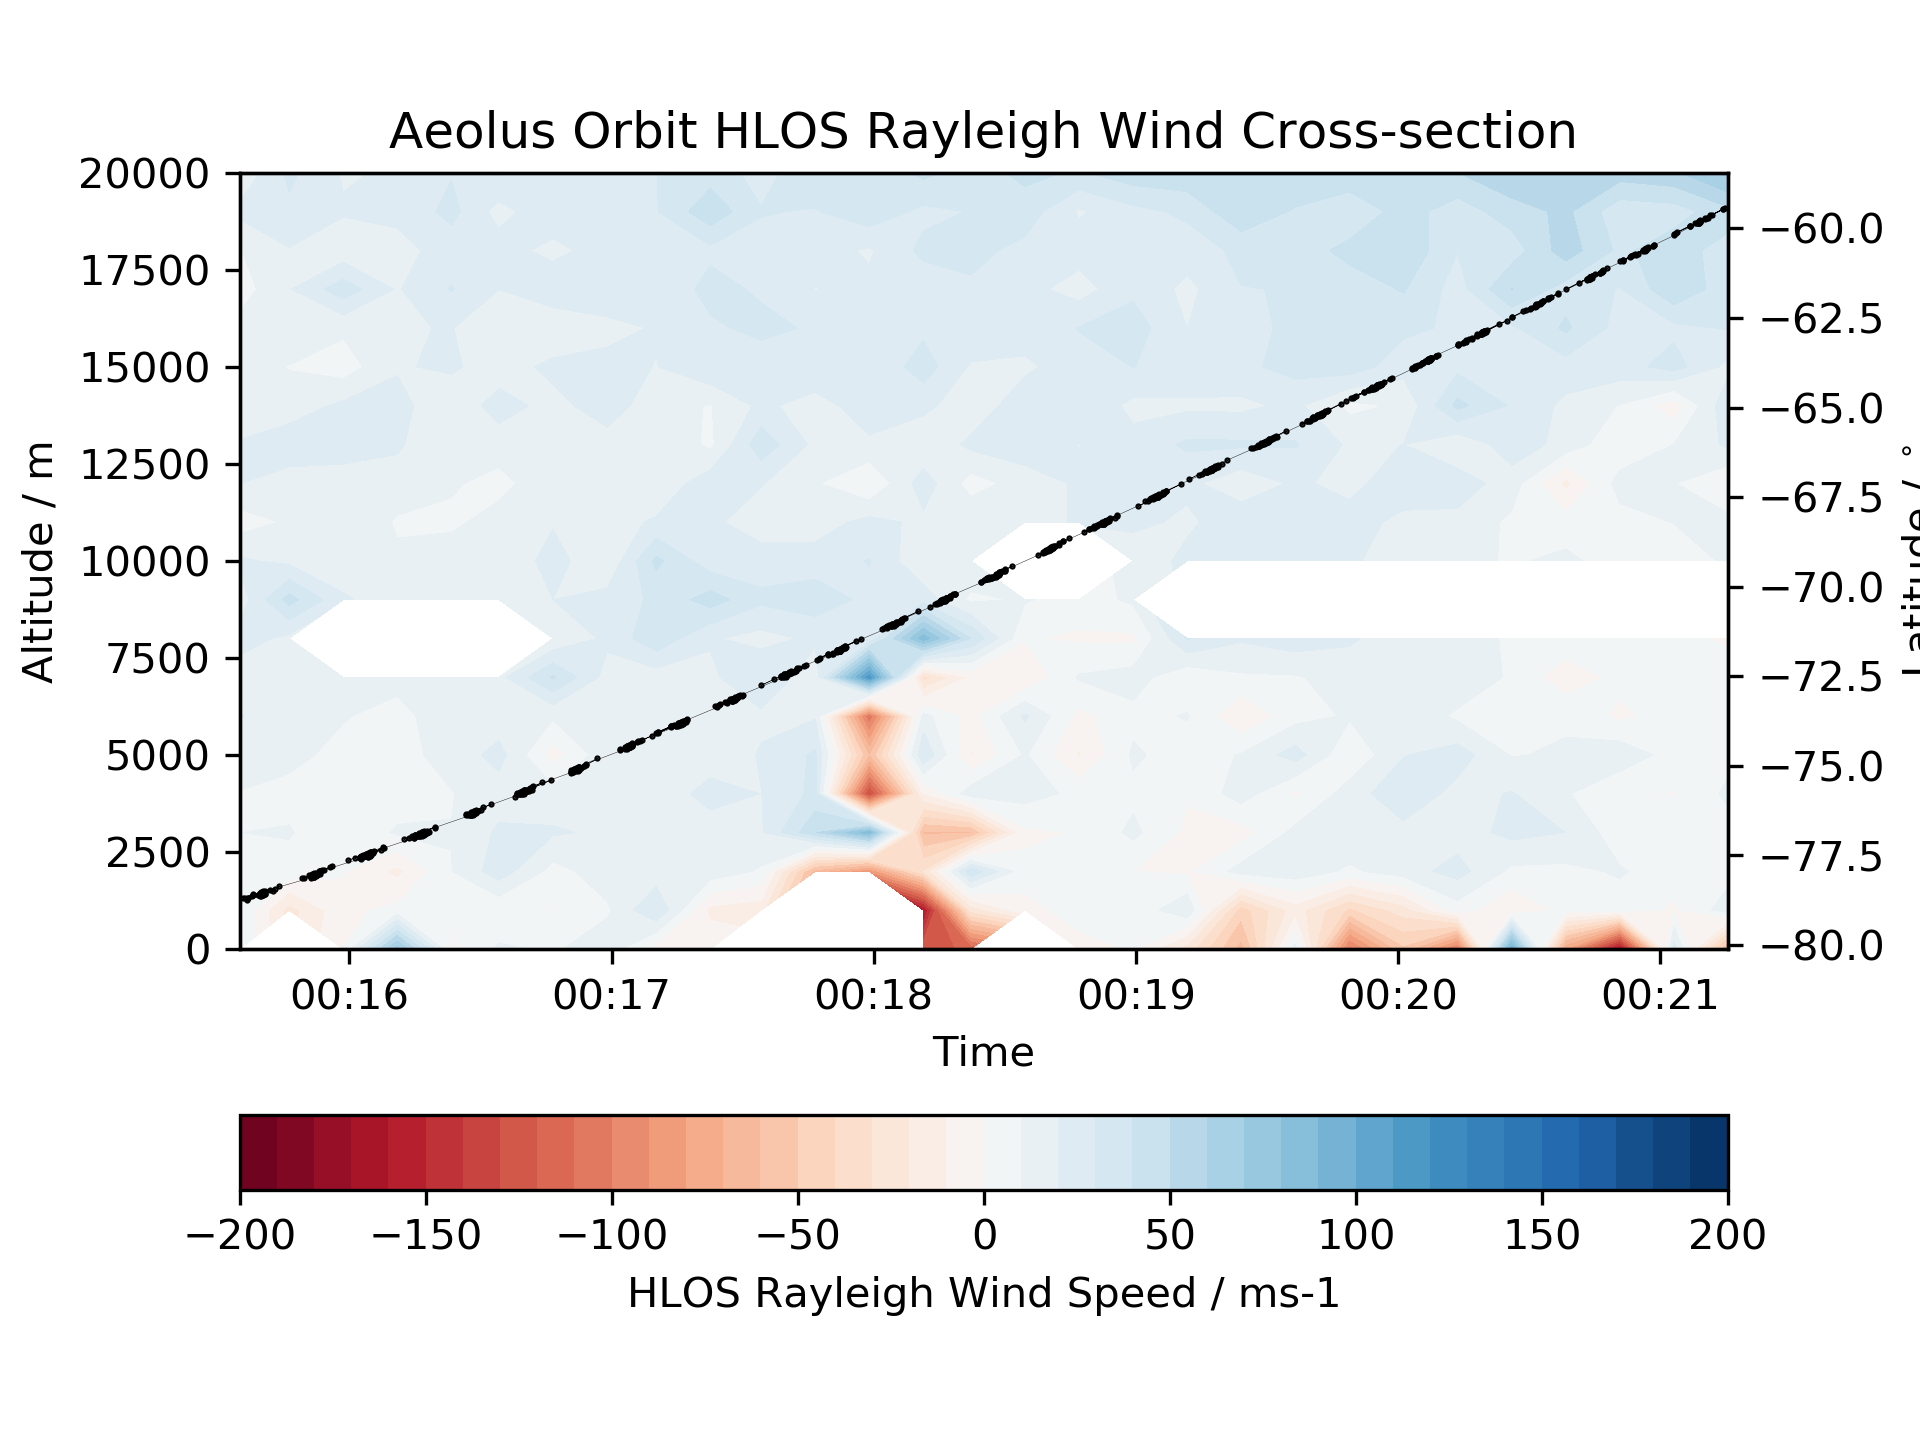 Aeolus Orbit HLOS Rayleigh Wind Cross-section
20000
17500
15000
12500
10000
7500
5000
2500
0
Altitude / m
−60.0
−62.5
−65.0
−67.5
−70.0
−72.5
−75.0
−77.5
−80.0
Latitude / °
00:16 00:17 00:18 00:19 00:20 00:21
Time
−200 −150 −100 −50 0 50 100 150 200
HLOS Rayleigh Wind Speed / ms-1